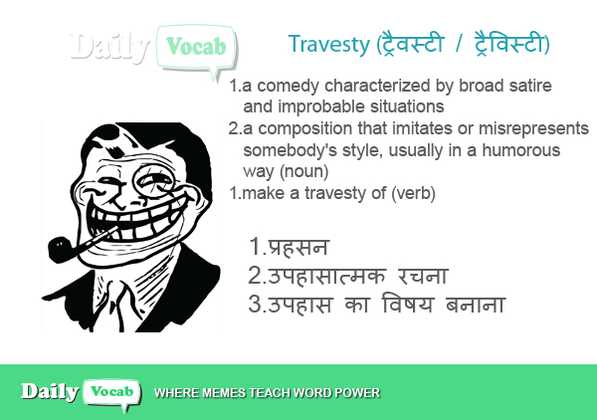 Daily Vocab
Travesty (ट्रैवस्टी / ट्रैविस्टी)
1.a comedy characterized by broad satire
and improbable situations
2.a composition that imitates or misrepresents
somebody's style, usually in a humorous
way (noun)
1.make a travesty of (verb)
1.प्रहसन
2.उपहासात्मक रचना
3.उपहास का विषय बनाना
Daily Vocab WHERE MEMES TEACH WORD POWER